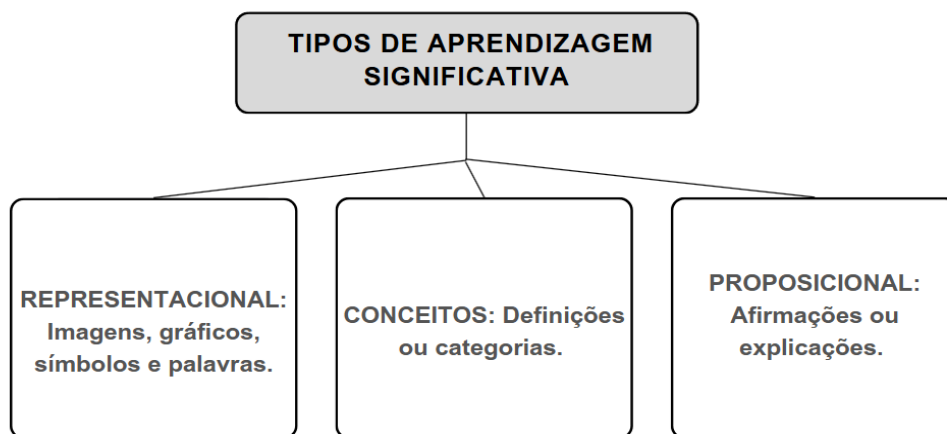 TIPOS DE APRENDIZAGEM
SIGNIFICATIVA
REPRESENTACIONAL:
Imagens, gráficos,
símbolos e palavras.
CONCEITOS: Definições
ou categorias.
PROPOSICIONAL:
Afirmações ou
explicações.